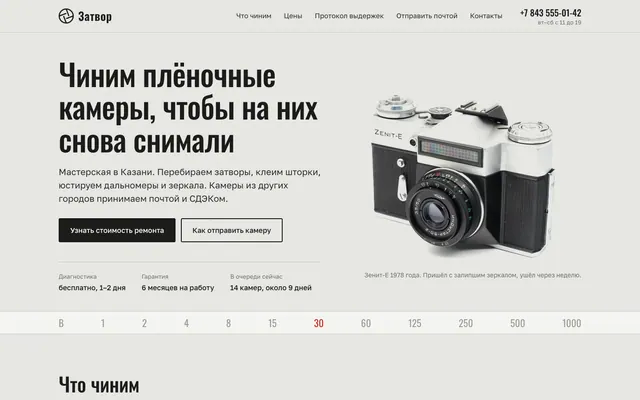 Затвор
Что чиним
Цены
Протокол выдержек
Отправить почтой
Контакты
+7 843 555-01-42
вт–сб с 11 до 19
Чиним плёночные
камеры, чтобы на них
снова снимали
Мастерская в Казани. Перебираем затворы, клеим шторки,
юстируем дальномеры и зеркала. Камеры из других
городов принимаем почтой и СДЭКом.
Узнать стоимость ремонта
Как отправить камеру
ZENIT-E
Диагностика
бесплатно, 1–2 дня
Гарантия
6 месяцев на работу
В очереди сейчас
14 камер, около 9 дней
Зенит-Е 1978 года. Пришёл с залипшим зеркалом, ушёл через неделю.
B 1 2 4 8 15 30 60 125 250 500 1000
Что чиним